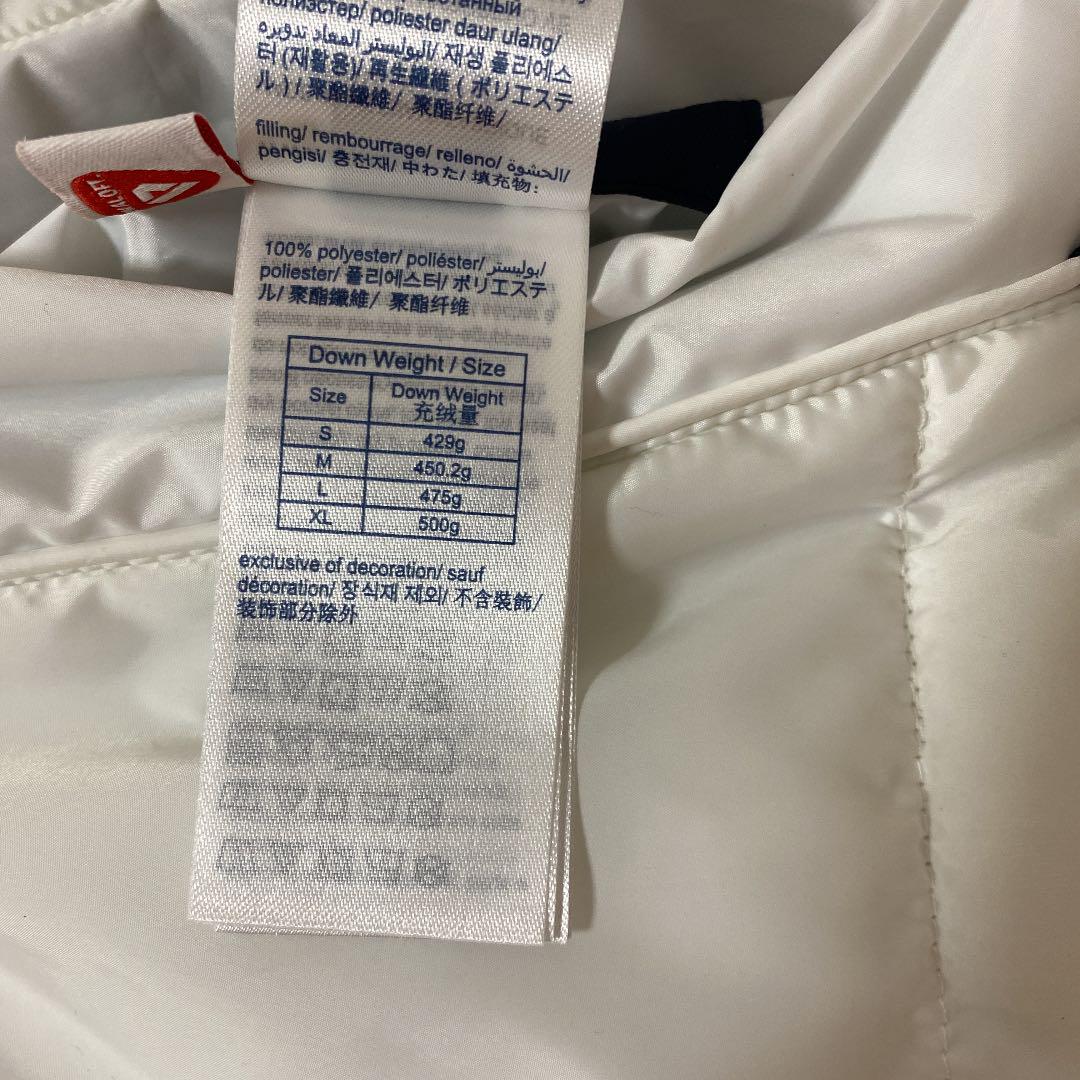 полиэстер/ poliester daur ulang/
البوليستر المعاد تدويره/ 재생 폴리에스
터 (재활용)/ 再生繊維 ( ポリエステ
ル ) / 聚酯纖維/ 聚酯纤维/
filling/ rembourrage/ relleno/ الحشوة/
pengisi/ 충전재/ 中わた/ 填充物:
ALOFT
100% polyester/ poliéster/ بوليستر/
poliester/ 폴리에스터/ ポリエステ
ル/ 聚酯纖維/ 聚酯纤维
Down Weight / Size
Size Down Weight
充绒量
S 429g
M 450.2g
L 475g
XL 500g
exclusive of decoration/ sauf
décoration/ 장식재 제외/ 不含裝飾/
装饰部分除外